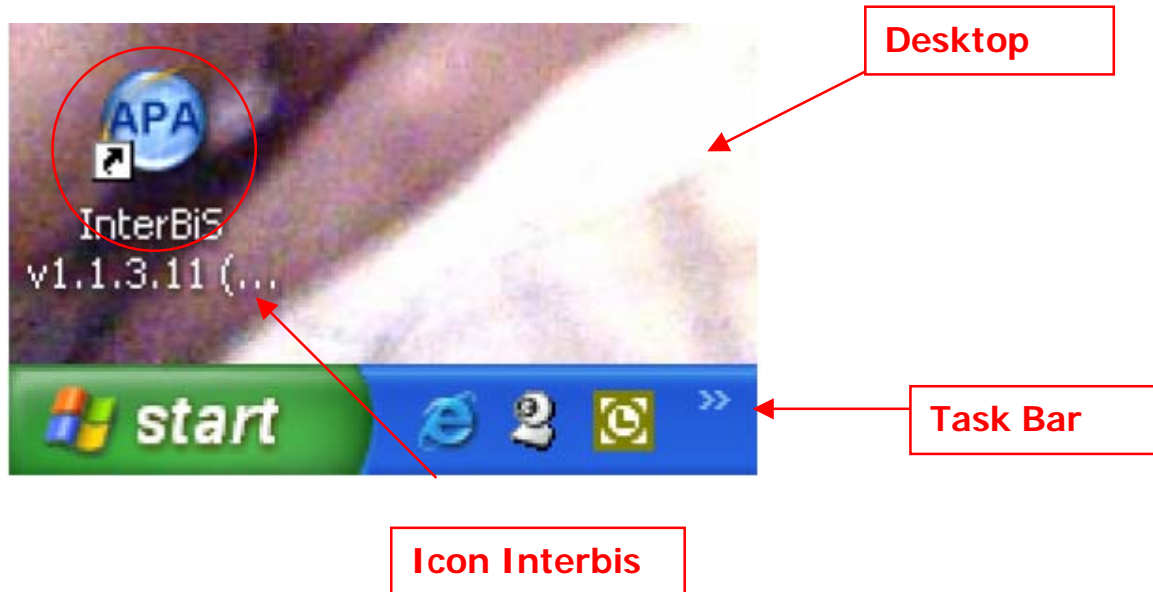 Desktop
APA
InterBiS
v1.1.3.11 (...
start
Task Bar
Icon Interbis